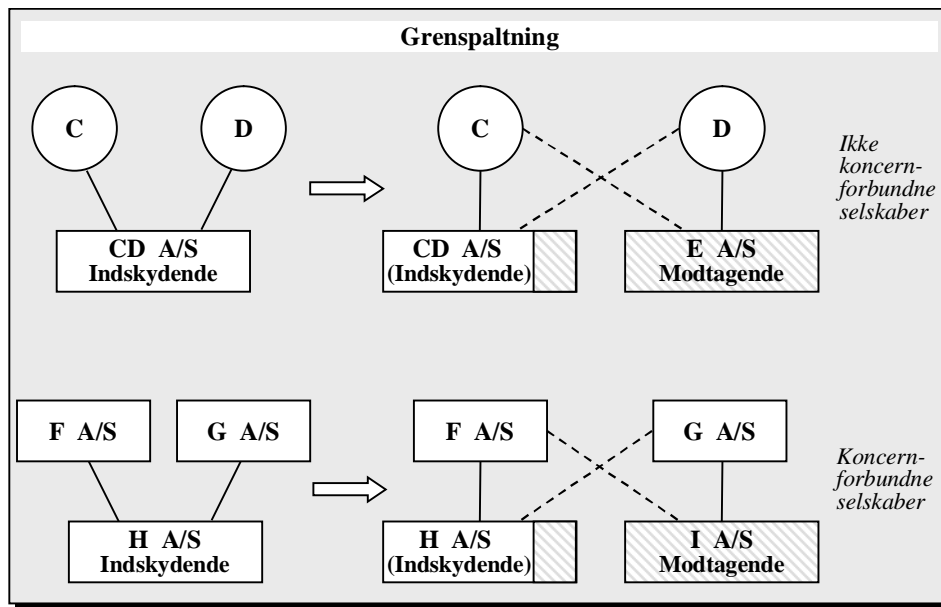 Grenspaltning
C
D
C
D
Ikke
koncern-
forbundne
selskaber
CD A/S
Indskydende
CD A/S
(Indskydende)
E A/S
Modtagende
F A/S
G A/S
F A/S
G A/S
Koncern-
forbundne
selskaber
H A/S
Indskydende
H A/S
(Indskydende)
I A/S
Modtagende